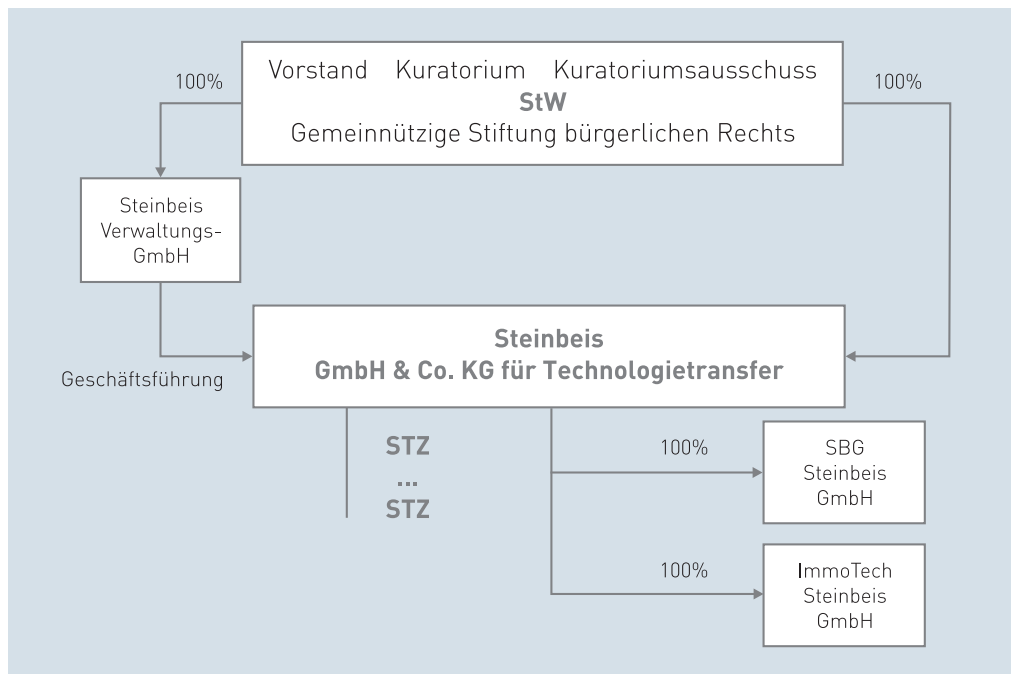 Vorstand Kuratorium Kuratoriumsausschuss
StW
Gemeinnützige Stiftung bürgerlichen Rechts
100%
100%
Steinbeis
Verwaltungs-
GmbH
Geschäftsführung
Steinbeis
GmbH & Co. KG für Technologietransfer
STZ
...
STZ
100%
SBG
Steinbeis
GmbH
100%
ImmoTech
Steinbeis
GmbH